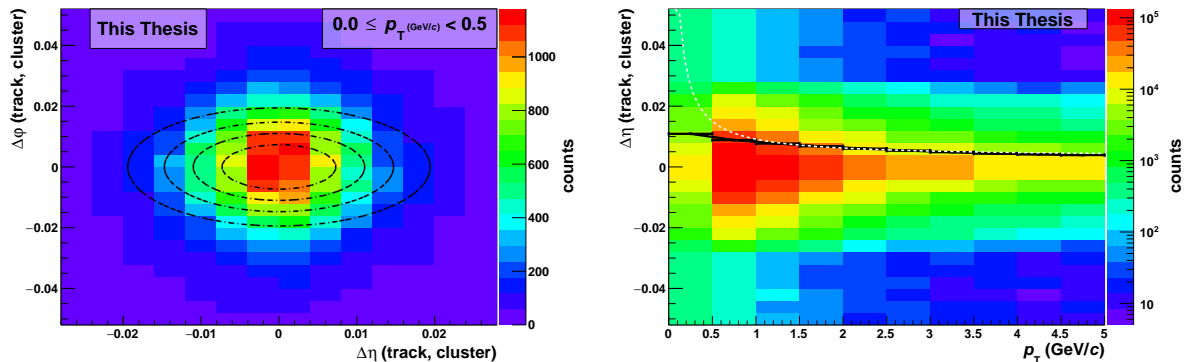 This Thesis
0.0 ≤ p_T (GeV/c) < 0.5
Δφ (track, cluster)
0.04
0.02
0
−0.02
−0.04
−0.02
−0.01
0
0.01
0.02
Δη (track, cluster)
1000
800
600
400
200
0
counts
This Thesis
Δη (track, cluster)
0.04
0.02
0
−0.02
−0.04
0 0.5 1 1.5 2 2.5 3 3.5 4 4.5 5
p_T (GeV/c)
10^5
10^4
10^3
10^2
10
counts